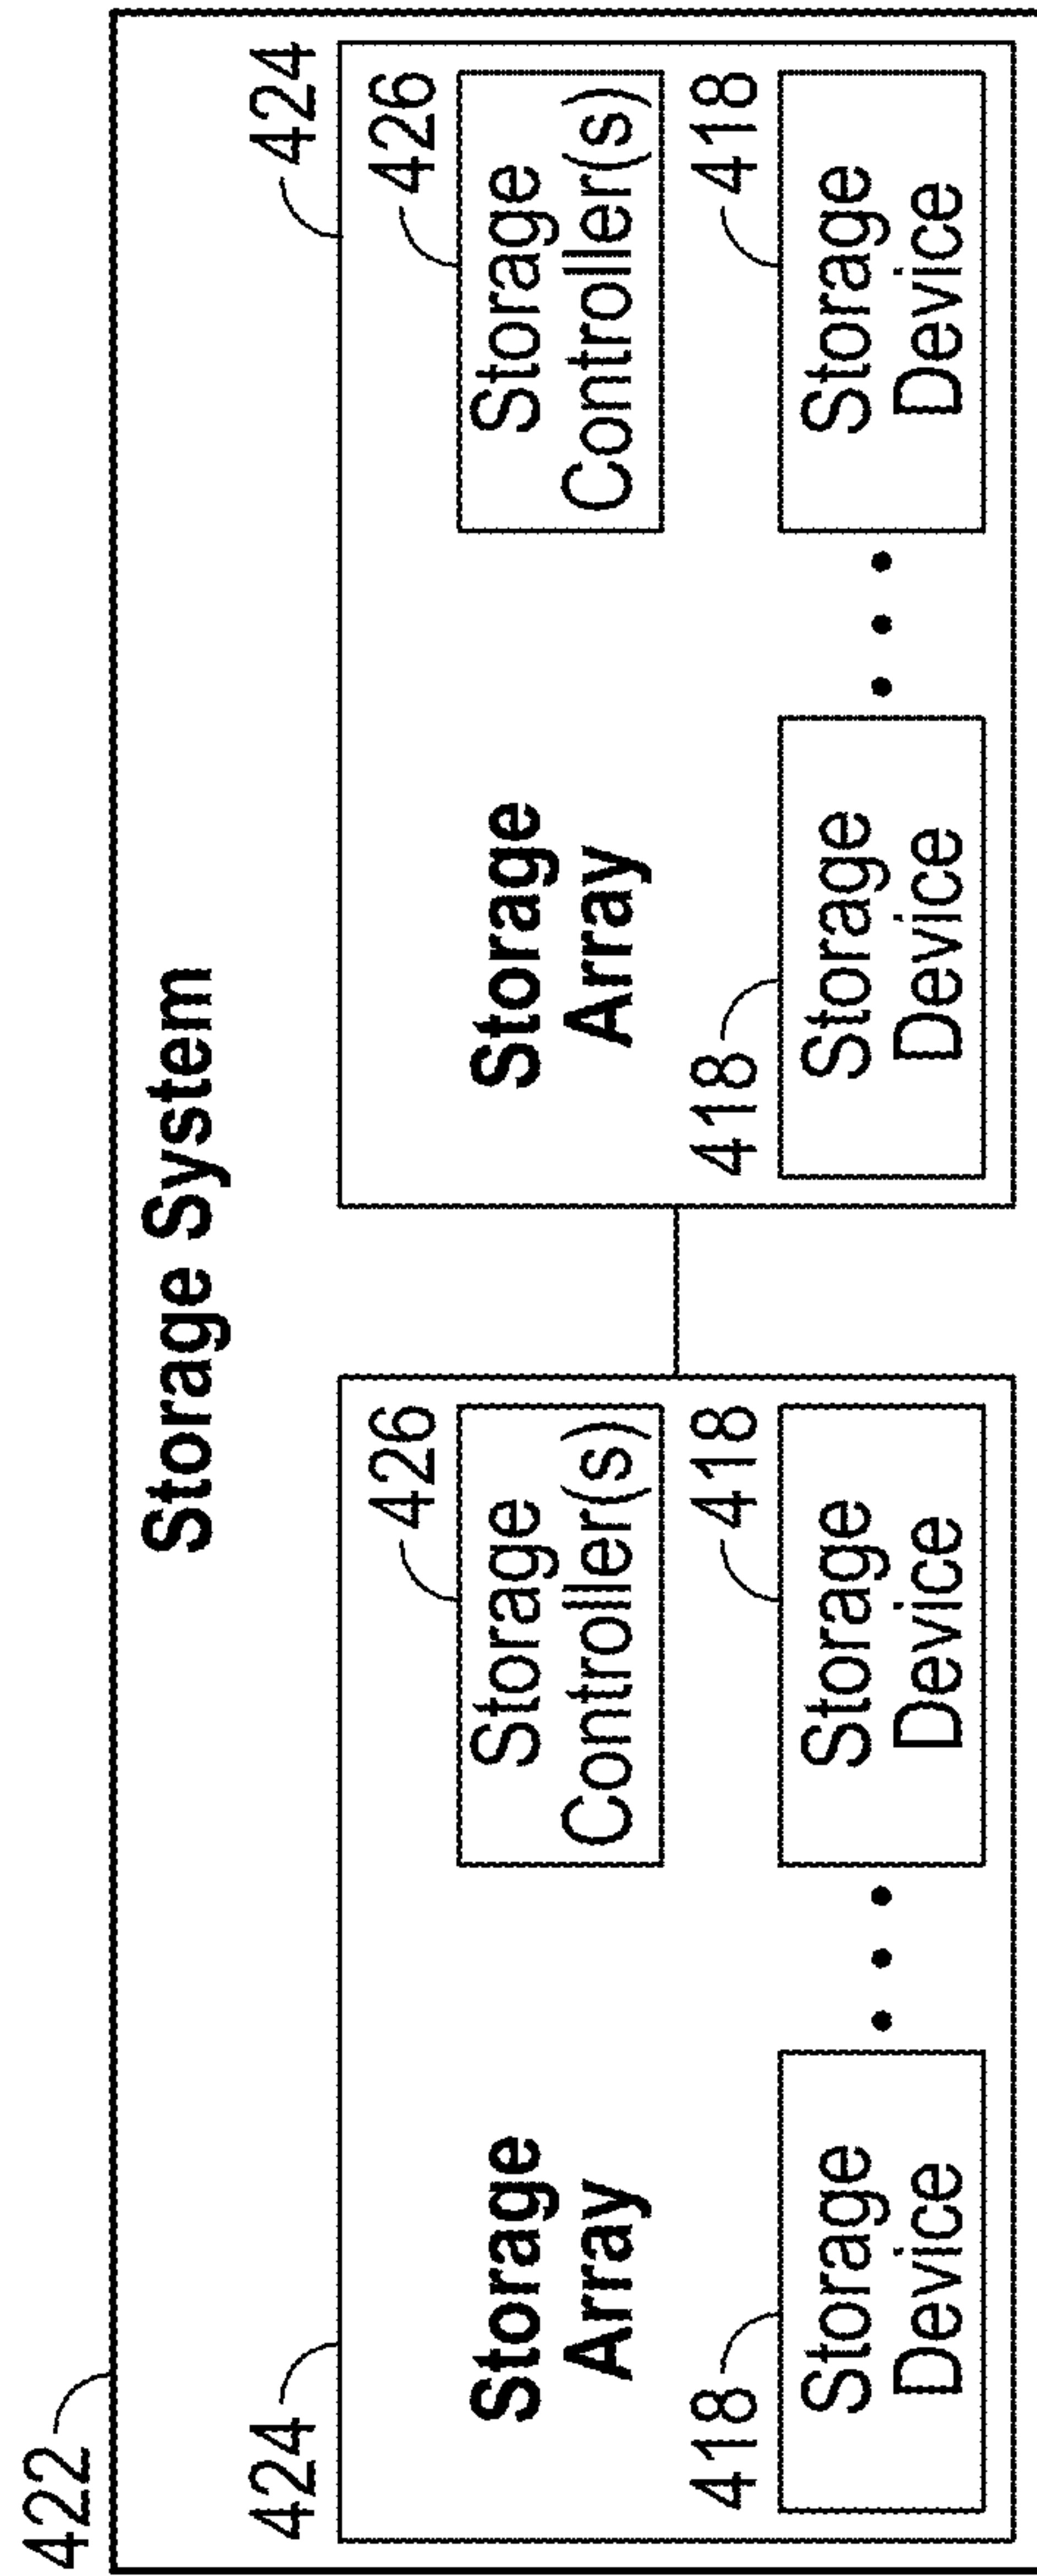 422
Storage System
424
Storage
Array
426
Storage
Controller(s)
418
Storage
Device
418
Storage
Device
424
Storage
Array
426
Storage
Controller(s)
418
Storage
Device
418
Storage
Device